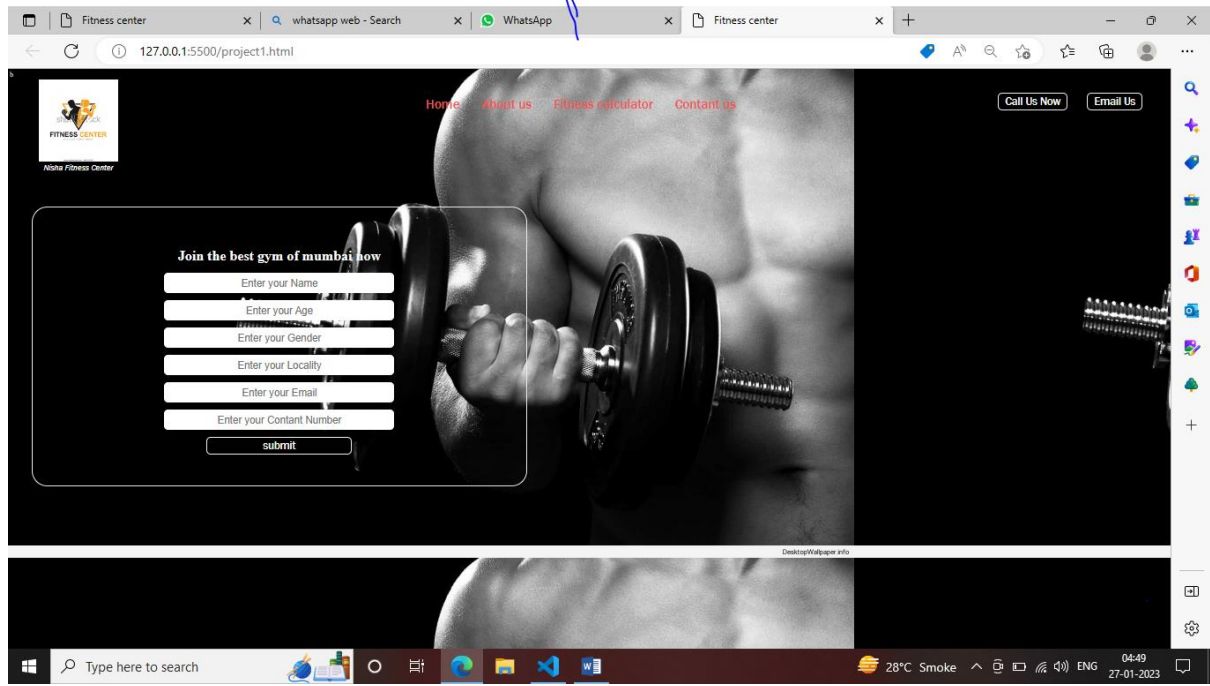 Fitness center
whatsapp web - Search
WhatsApp
Fitness center
127.0.0.1:5500/project1.html
b
FITNESS CENTER
Nisha Fitness Center
Home About us Fitness calculator Contant us
Call Us Now Email Us
Join the best gym of mumbai now
Enter your Name
Enter your Age
Enter your Gender
Enter your Locality
Enter your Email
Enter your Contant Number
submit
DesktopWallpaper.info
Type here to search
28°C Smoke ENG 04:49
27-01-2023